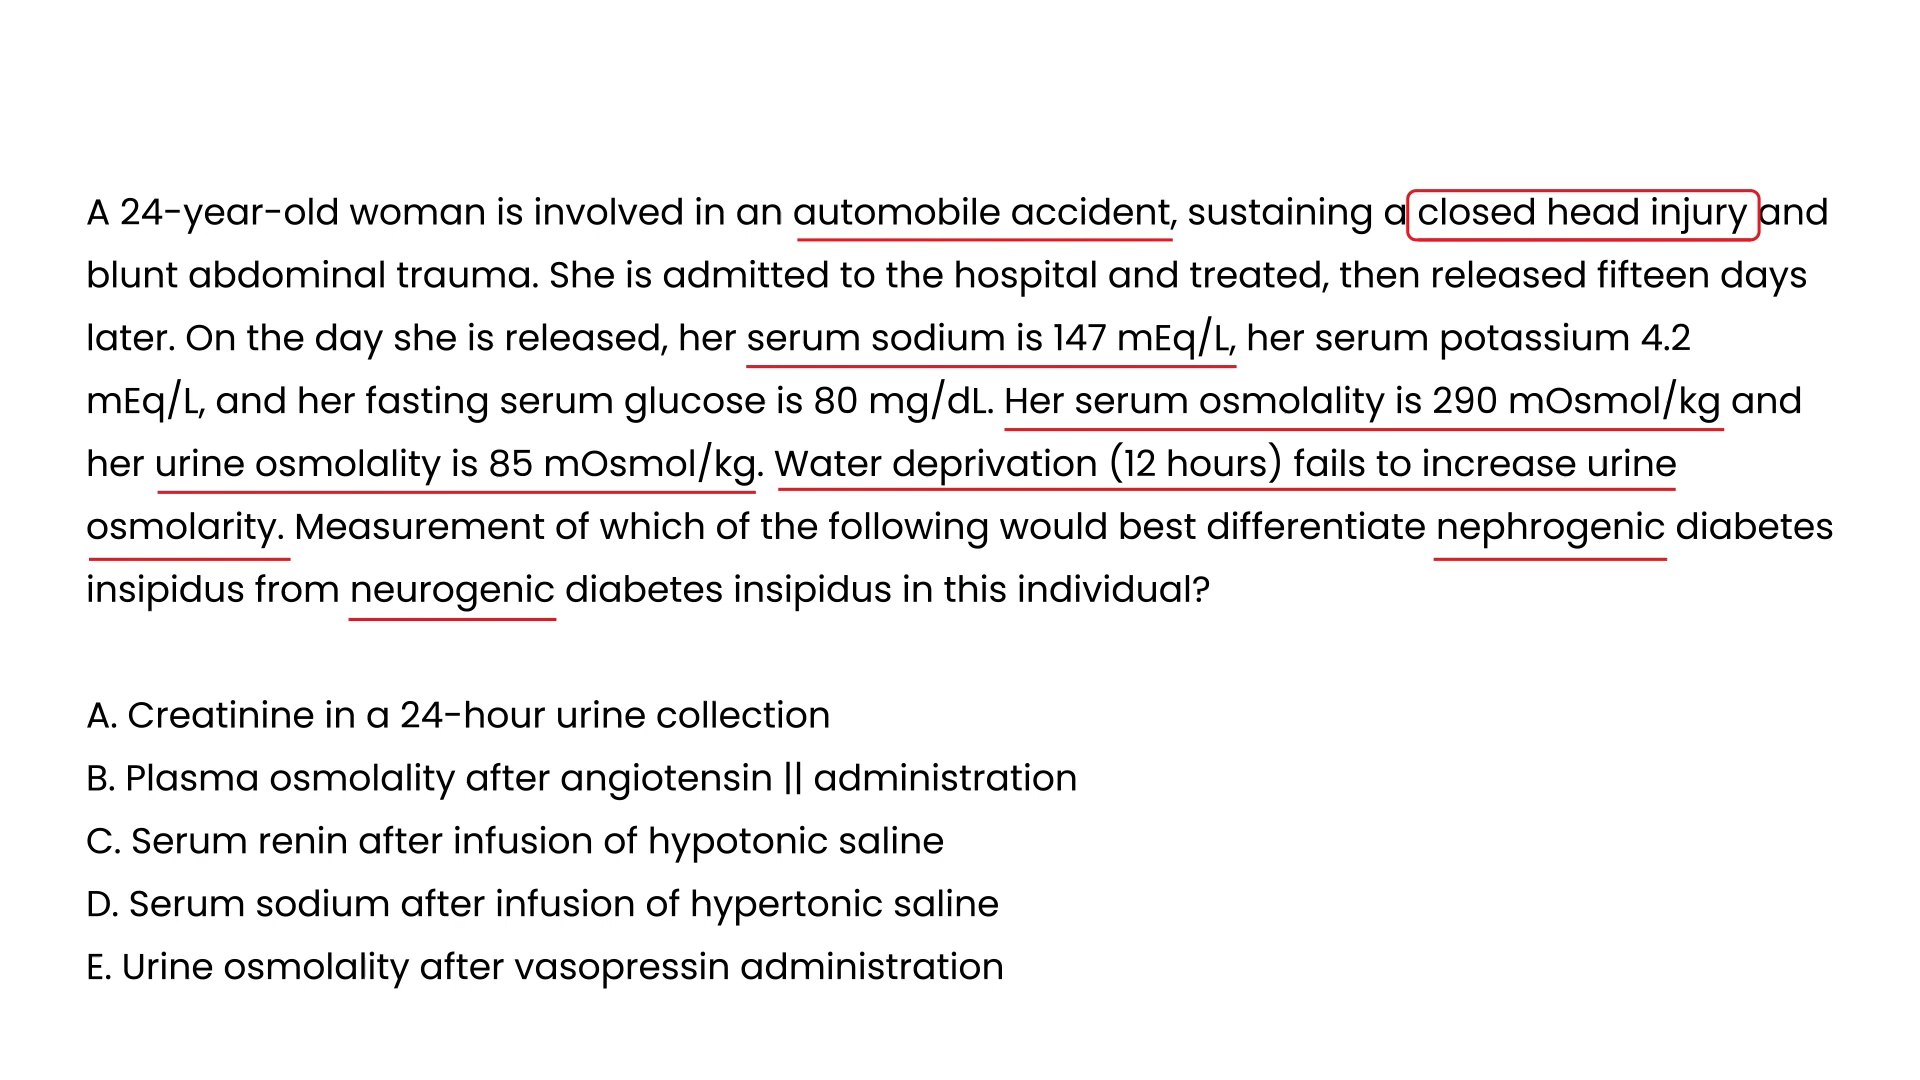 A 24-year-old woman is involved in an automobile accident, sustaining a closed head injury and
blunt abdominal trauma. She is admitted to the hospital and treated, then released fifteen days
later. On the day she is released, her serum sodium is 147 mEq/L, her serum potassium 4.2
mEq/L, and her fasting serum glucose is 80 mg/dL. Her serum osmolality is 290 mOsmol/kg and
her urine osmolality is 85 mOsmol/kg. Water deprivation (12 hours) fails to increase urine
osmolarity. Measurement of which of the following would best differentiate nephrogenic diabetes
insipidus from neurogenic diabetes insipidus in this individual?
A. Creatinine in a 24-hour urine collection
B. Plasma osmolality after angiotensin || administration
C. Serum renin after infusion of hypotonic saline
D. Serum sodium after infusion of hypertonic saline
E. Urine osmolality after vasopressin administration